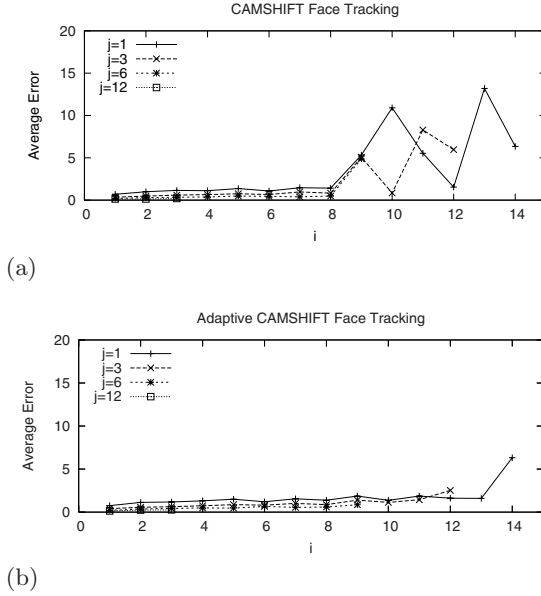 CAMSHIFT Face Tracking
20
15
10
5
0
Average Error
j=1
j=3
j=6
j=12
0 2 4 6 8 10 12 14
i
(a)
Adaptive CAMSHIFT Face Tracking
20
15
10
5
0
Average Error
j=1
j=3
j=6
j=12
0 2 4 6 8 10 12 14
i
(b)